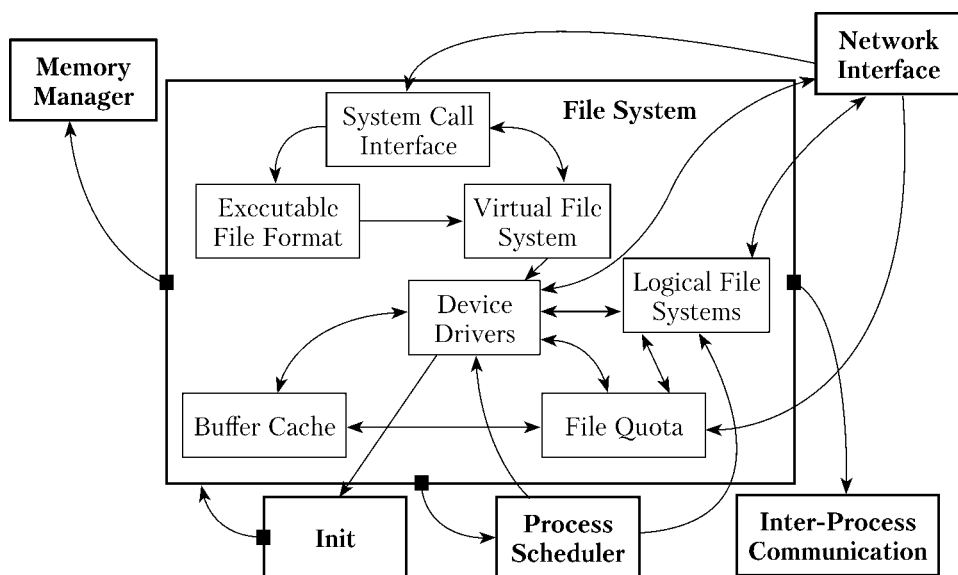 Memory
Manager
Network
Interface
File System
System Call
Interface
Executable
File Format
Virtual File
System
Device
Drivers
Logical File
Systems
Buffer Cache
File Quota
Init
Process
Scheduler
Inter-Process
Communication